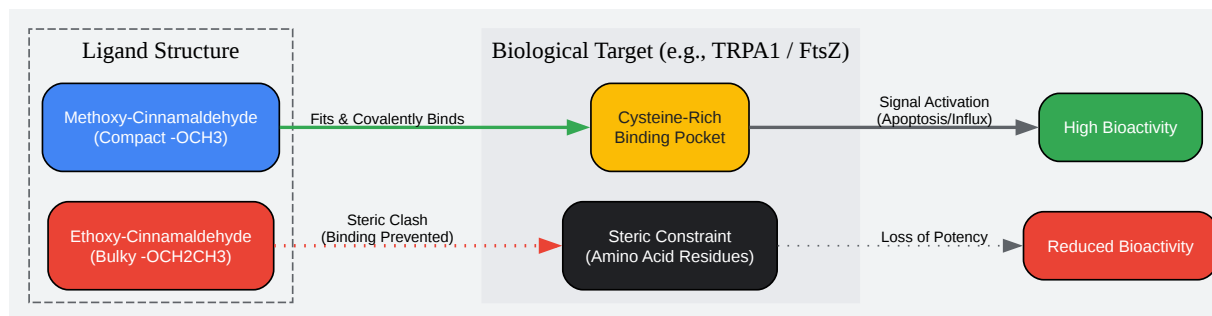 Ligand Structure
Biological Target (e.g., TRPA1 / FtsZ)
Methoxy-Cinnamaldehyde
(Compact -OCH3)
Fits & Covalently Binds
Cysteine-Rich
Binding Pocket
Signal Activation
(Apoptosis/Influx)
High Bioactivity
Ethoxy-Cinnamaldehyde
(Bulky -OCH2CH3)
Steric Clash
(Binding Prevented)
Steric Constraint
(Amino Acid Residues)
Loss of Potency
Reduced Bioactivity